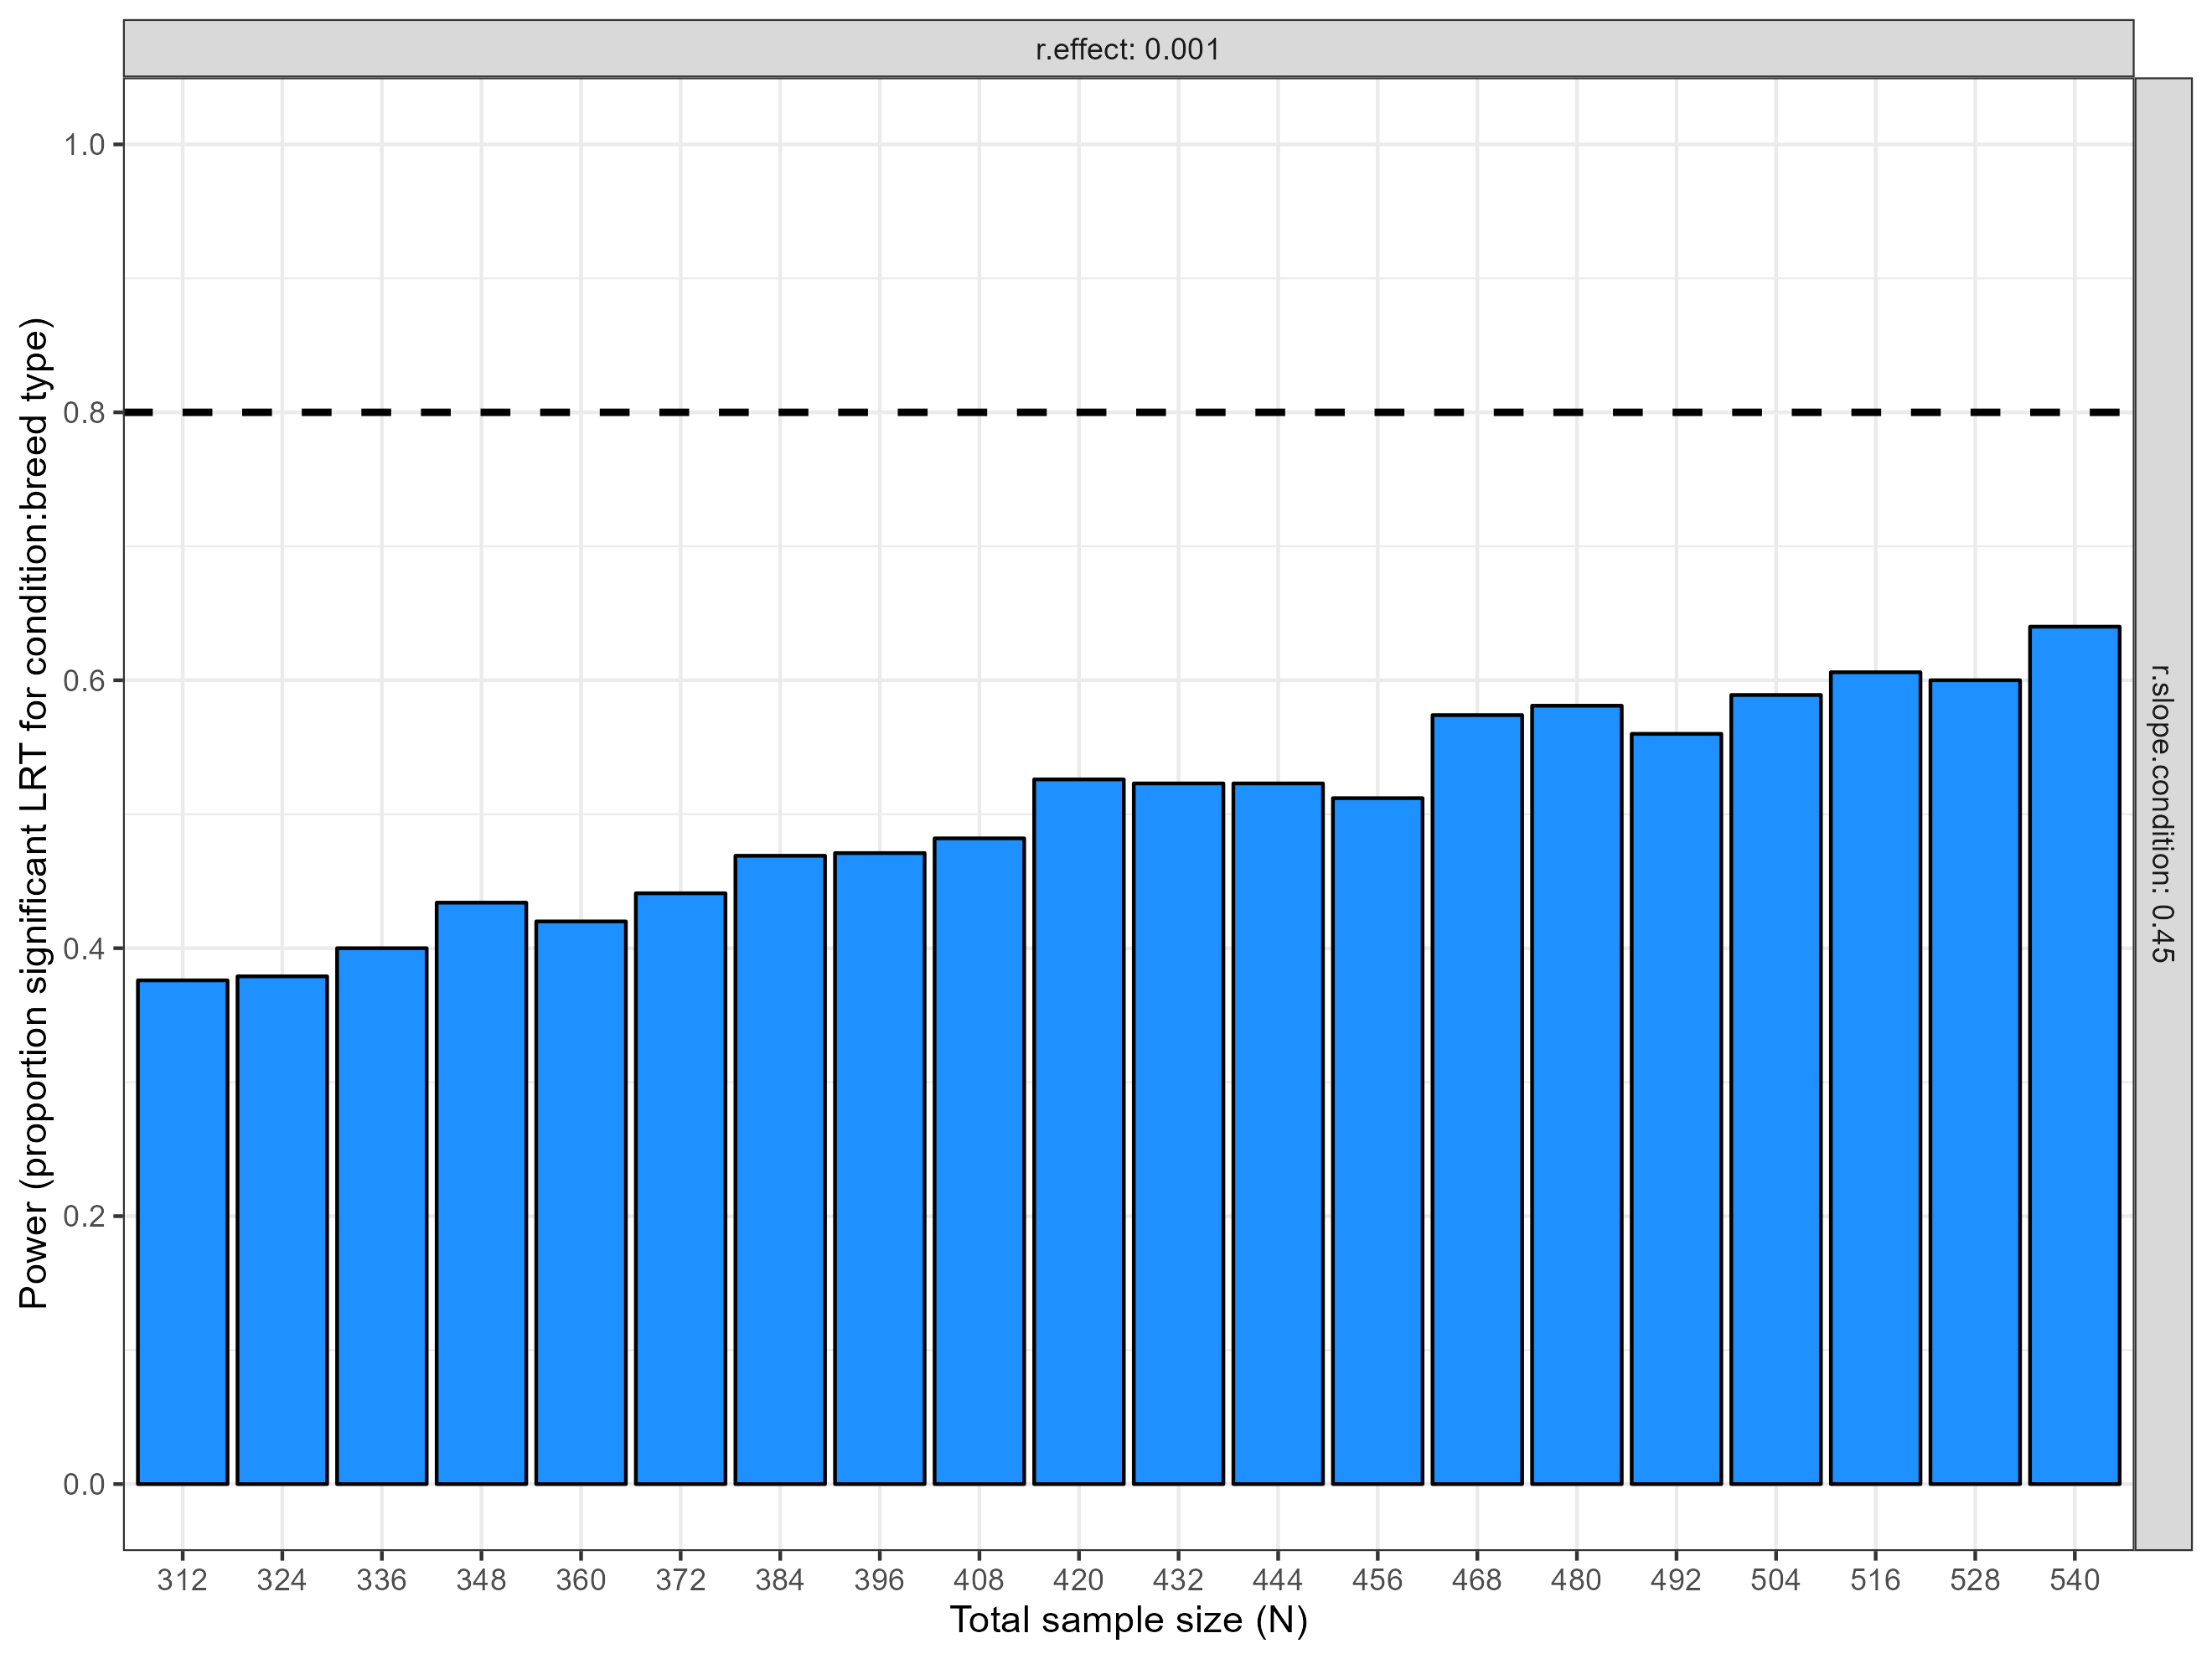 r.effect: 0.001
Power (proportion significant LRT for condition:breed type)
1.0
0.8
0.6
0.4
0.2
0.0
r.slope.condition: 0.45
312 324 336 348 360 372 384 396 408 420 432 444 456 468 480 492 504 516 528 540
Total sample size (N)